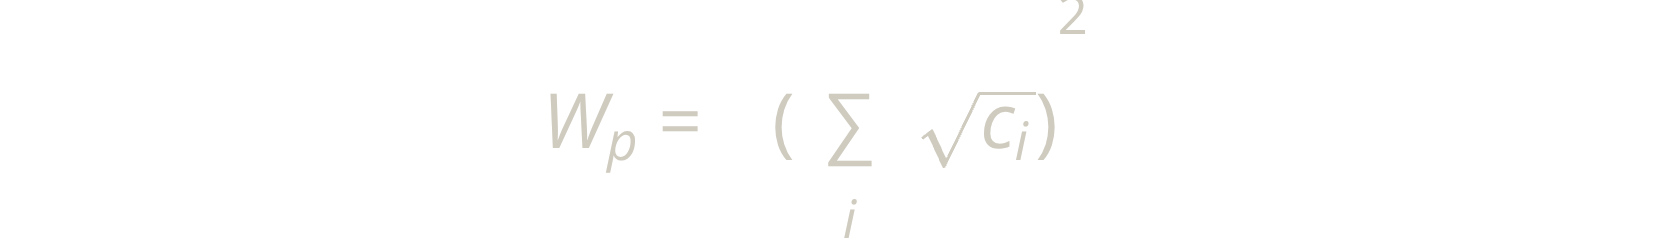 W_p = (∑_i √c_i)^2